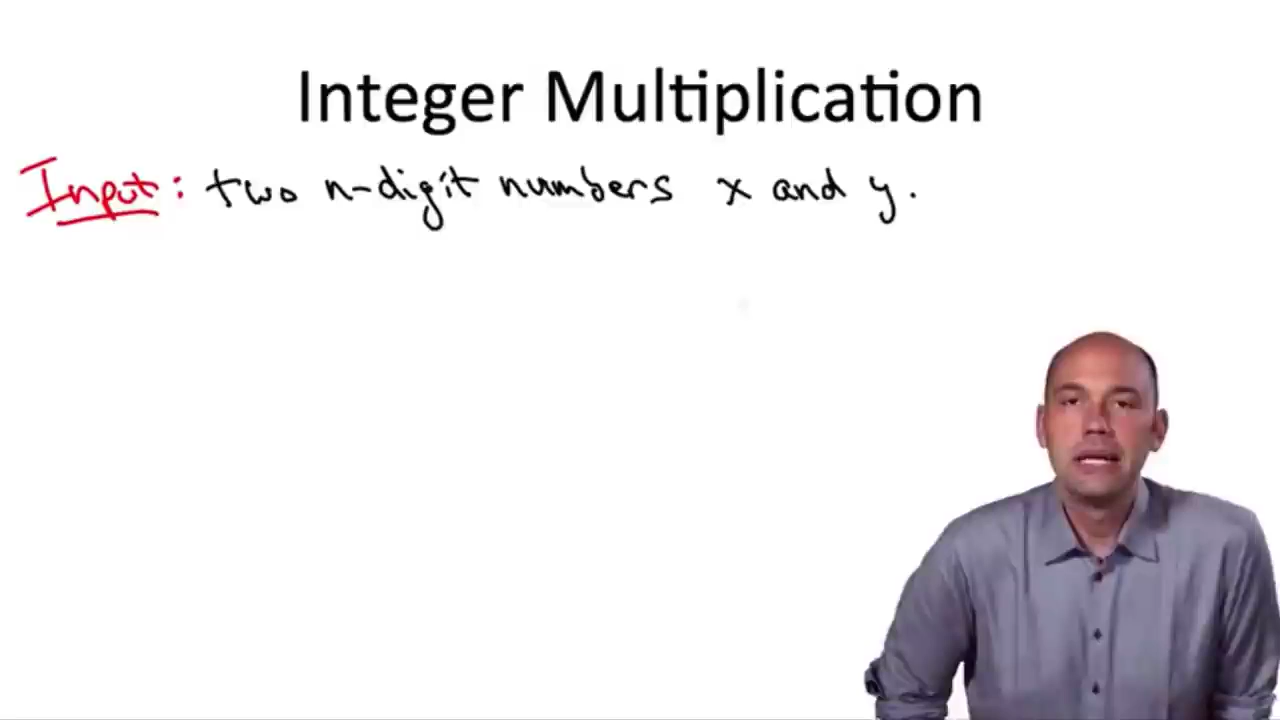 Integer Multiplication
Input: two n-digit numbers x and y.